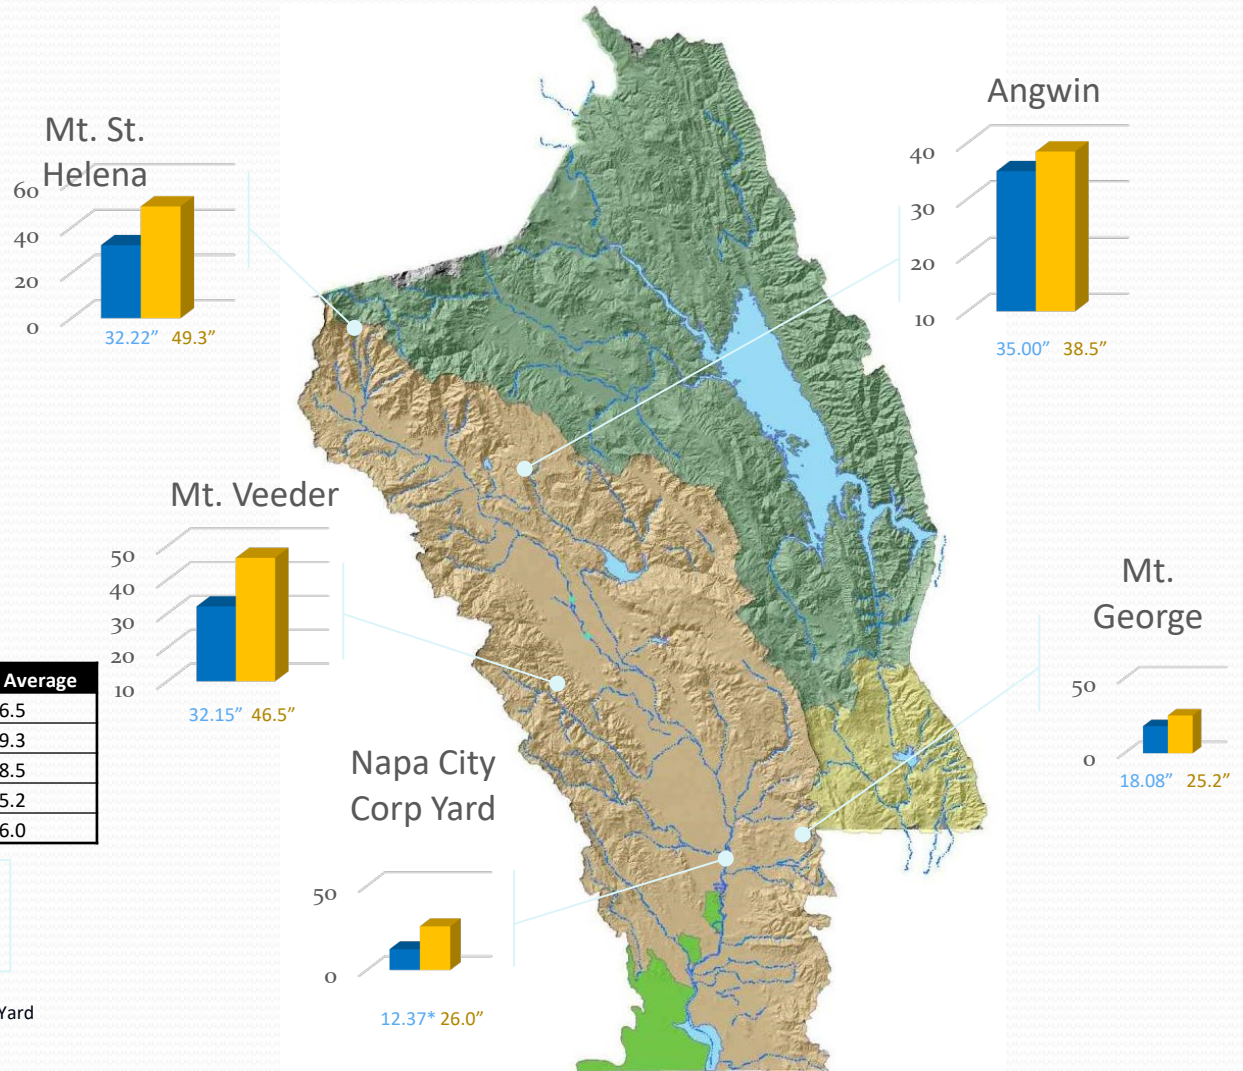 Angwin
40
30
20
10
35.00” 38.5”
Mt. St.
Helena
60
40
20
0
32.22” 49.3”
Mt. Veeder
50
40
30
20
10
32.15” 46.5”
Mt.
George
50
0
18.08” 25.2”
Average
6.5
9.3
8.5
5.2
6.0
Napa City
Corp Yard
50
0
12.37* 26.0”
Yard